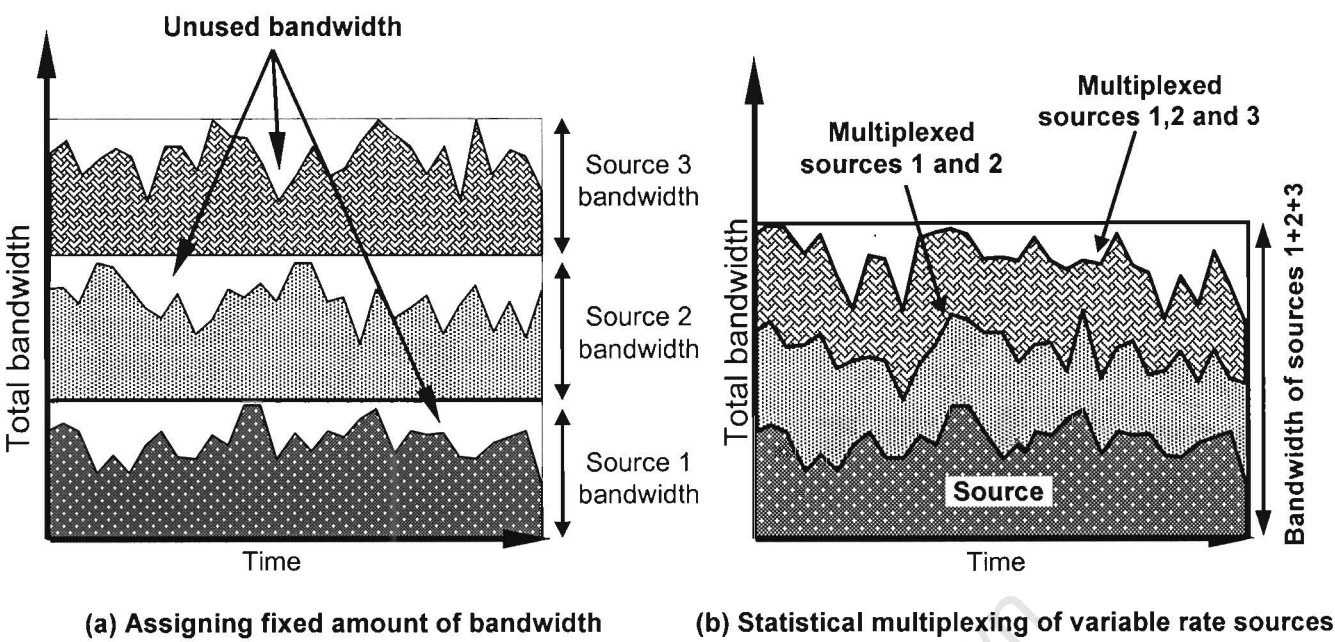 Unused bandwidth
Total bandwidth
Source 3
bandwidth
Source 2
bandwidth
Source 1
bandwidth
Time
(a) Assigning fixed amount of bandwidth
Multiplexed
sources 1,2 and 3
Multiplexed
sources 1 and 2
Total bandwidth
Source
Bandwidth of sources 1+2+3
Time
(b) Statistical multiplexing of variable rate sources